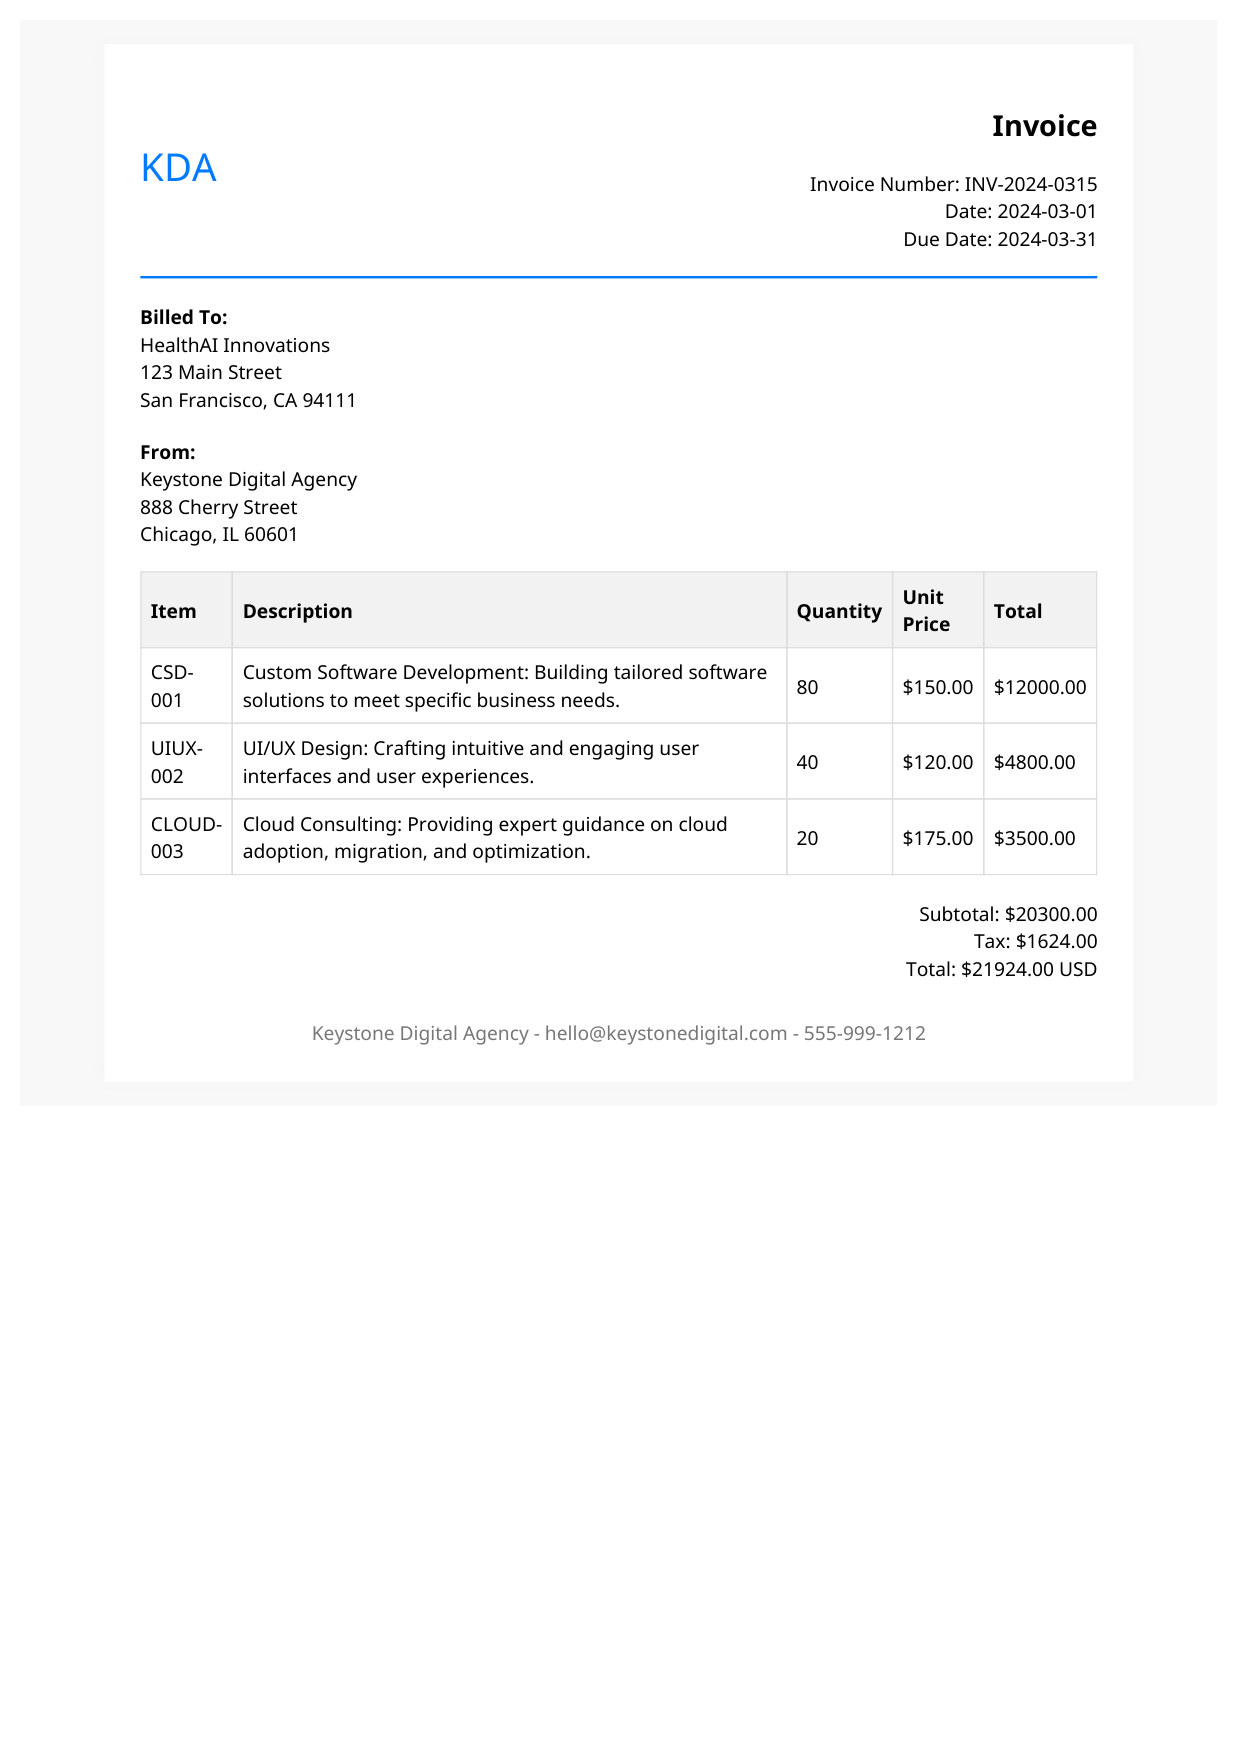 KDA
Invoice
Invoice Number: INV-2024-0315
Date: 2024-03-01
Due Date: 2024-03-31
Billed To:
HealthAI Innovations
123 Main Street
San Francisco, CA 94111
From:
Keystone Digital Agency
888 Cherry Street
Chicago, IL 60601
Item Description Quantity Unit Price Total
CSD-001 Custom Software Development: Building tailored software solutions to meet specific business needs. 80 $150.00 $12000.00
UIUX-002 UI/UX Design: Crafting intuitive and engaging user interfaces and user experiences. 40 $120.00 $4800.00
CLOUD-003 Cloud Consulting: Providing expert guidance on cloud adoption, migration, and optimization. 20 $175.00 $3500.00
Subtotal: $20300.00
Tax: $1624.00
Total: $21924.00 USD
Keystone Digital Agency - hello@keystonedigital.com - 555-999-1212